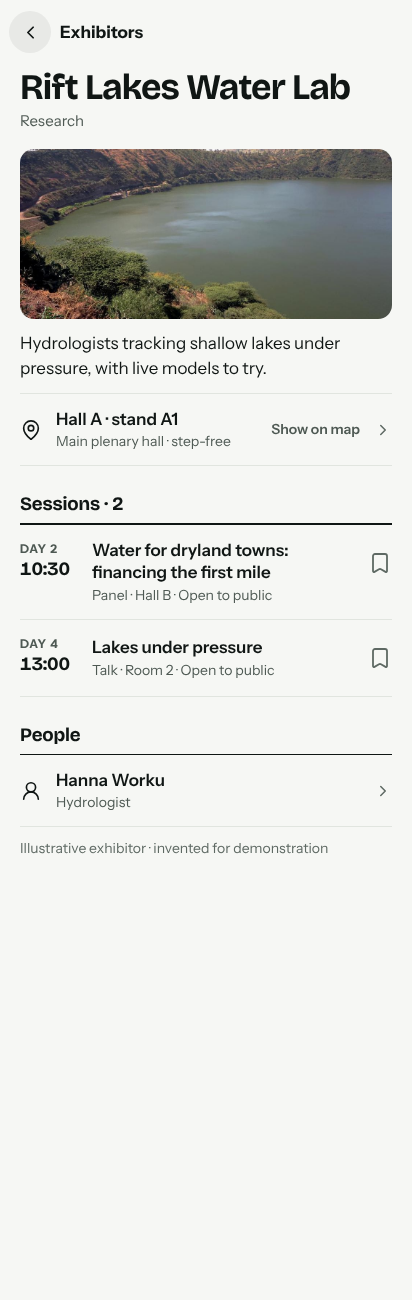 Exhibitors
Rift Lakes Water Lab
Research
Hydrologists tracking shallow lakes under
pressure, with live models to try.
Hall A · stand A1
Main plenary hall · step-free
Show on map
Sessions · 2
DAY 2
10:30
Water for dryland towns:
financing the first mile
Panel · Hall B · Open to public
DAY 4
13:00
Lakes under pressure
Talk · Room 2 · Open to public
People
Hanna Worku
Hydrologist
Illustrative exhibitor · invented for demonstration